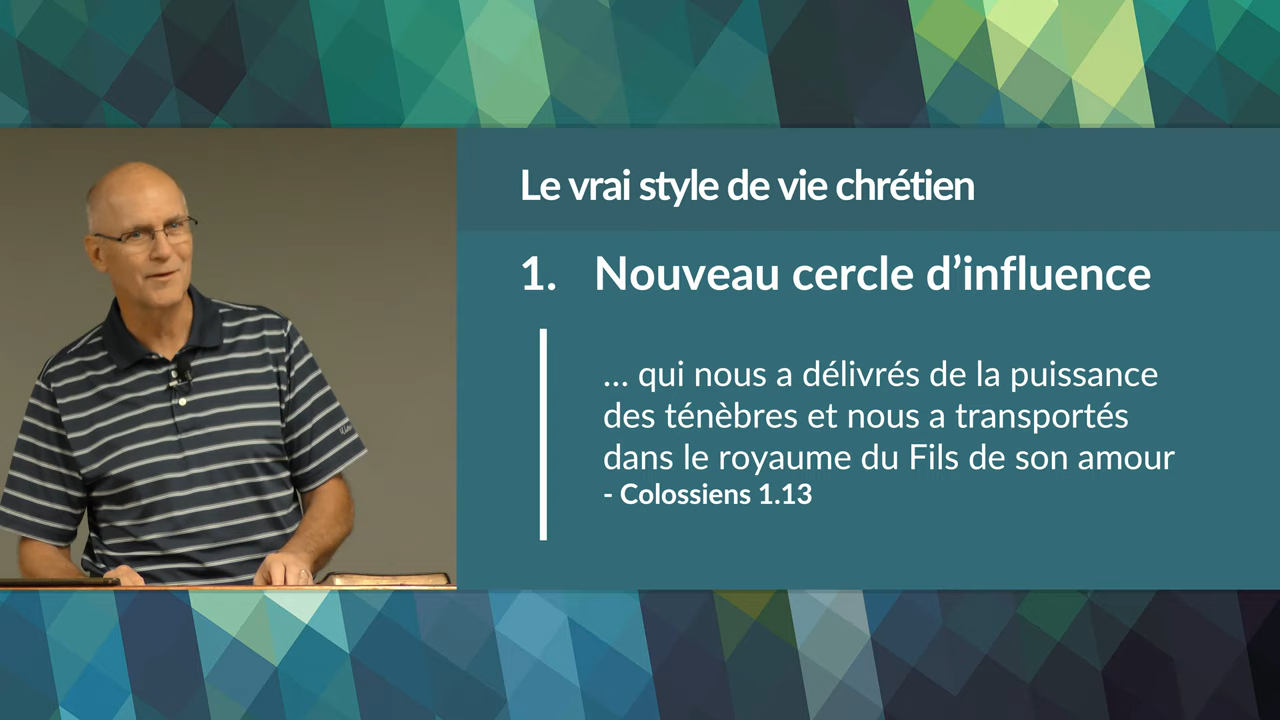 Le vrai style de vie chrétien
1. Nouveau cercle d’influence
... qui nous a délivrés de la puissance
des ténèbres et nous a transportés
dans le royaume du Fils de son amour
- Colossiens 1.13